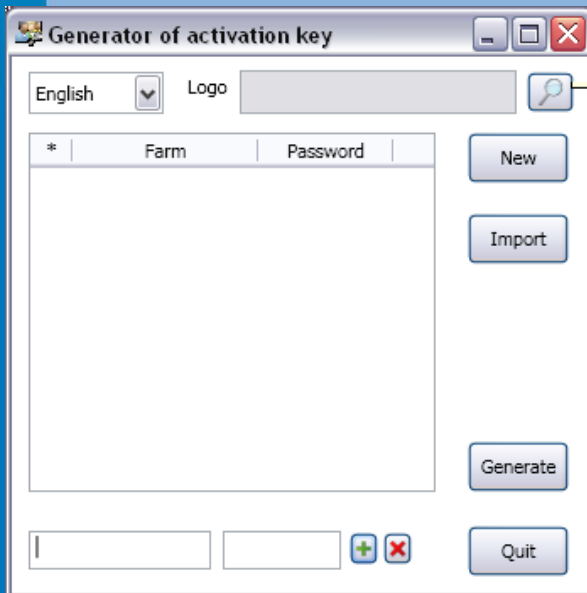 Generator of activation key
English
Logo
* Farm Password
New
Import
Generate
Quit